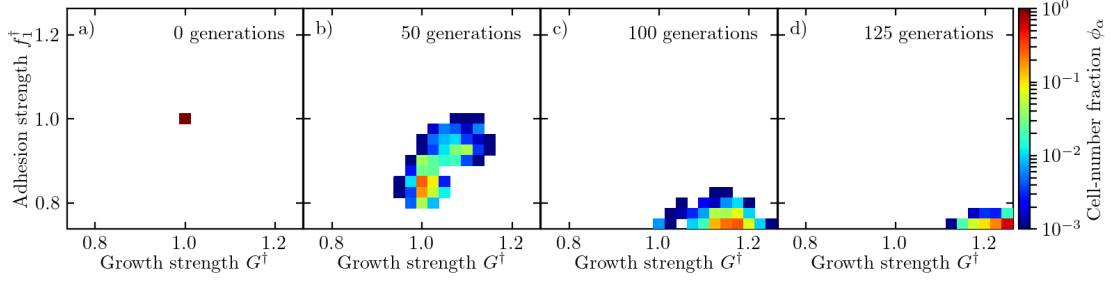 a) 0 generations
b) 50 generations
c) 100 generations
d) 125 generations
Adhesion strength f₁†
1.2
1.0
0.8
0.8 1.0 1.2
0.8 1.0 1.2
0.8 1.0 1.2
0.8 1.0 1.2
Growth strength G†
Growth strength G†
Growth strength G†
Growth strength G†
10⁰
10⁻¹
10⁻²
10⁻³
Cell-number fraction ϕα